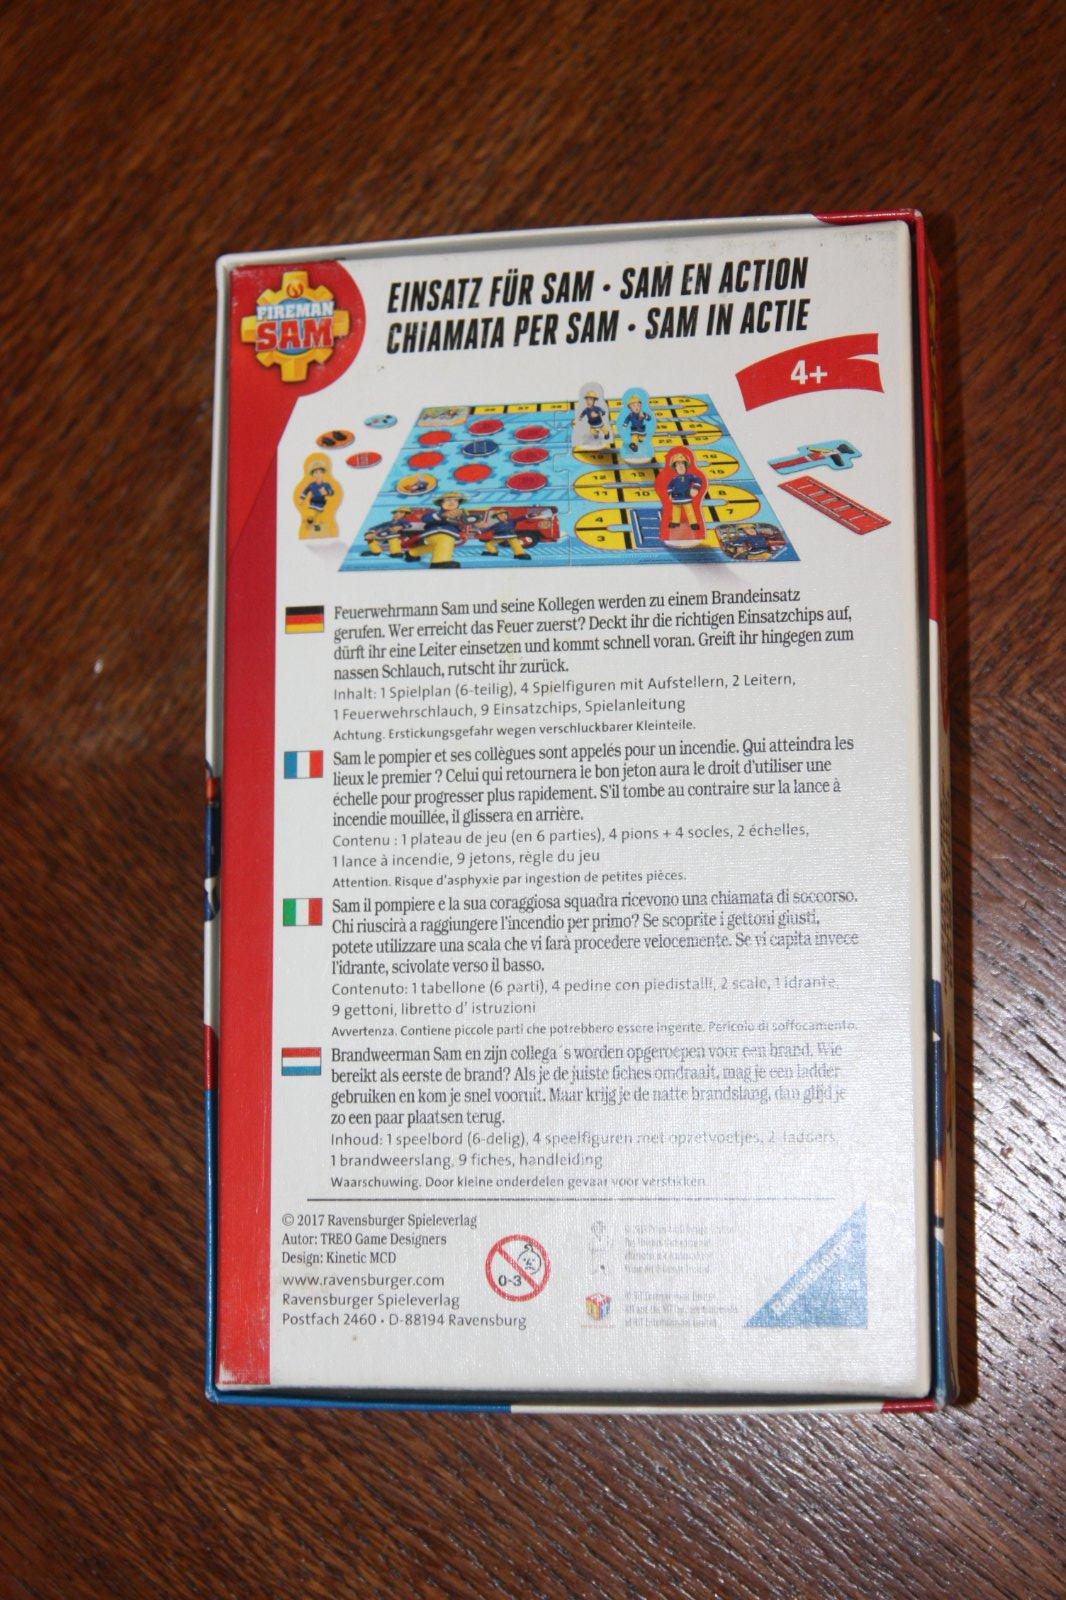 FIREMAN
SAM
EINSATZ FÜR SAM • SAM EN ACTION
CHIAMATA PER SAM • SAM IN ACTIE
4+
Feuerwehrmann Sam und seine Kollegen werden zu einem Brandeinsatz
gerufen. Wer erreicht das Feuer zuerst? Deckt ihr die richtigen Einsatzchips auf,
dürft ihr eine Leiter einsetzen und kommt schnell voran. Greift ihr hingegen zum
nassen Schlauch, rutscht ihr zurück.
Inhalt: 1 Spielplan (6-teilig), 4 Spielfiguren mit Aufstellern, 2 Leitern,
1 Feuerwehrschlauch, 9 Einsatzchips, Spielanleitung
Achtung. Erstickungsgefahr wegen verschluckbarer Kleinteile.
Sam le pompier et ses collègues sont appelés pour un incendie. Qui atteindra les
lieux le premier ? Celui qui retournera le bon jeton aura le droit d'utiliser une
échelle pour progresser plus rapidement. S'il tombe au contraire sur la lance à
incendie mouillée, il glissera en arrière.
Contenu : 1 plateau de jeu (en 6 parties), 4 pions + 4 socles, 2 échelles,
1 lance à incendie, 9 jetons, règle du jeu
Attention. Risque d'asphyxie par ingestion de petites pièces.
Sam il pompiere e la sua coraggiosa squadra ricevono una chiamata di soccorso.
Chi riuscirà a raggiungere l'incendio per primo? Se scoprite i gettoni giusti,
potete utilizzare una scala che vi farà procedere velocemente. Se vi capita invece
l'idrante, scivolate verso il basso.
Contenuto: 1 tabellone (6 parti), 4 pedine con piedistalli, 2 scale, 1 idrante,
9 gettoni, libretto d' istruzioni
Avvertenza. Contiene piccole parti che potrebbero essere ingerite. Pericolo di soffocamento.
Brandweerman Sam en zijn collega´s worden opgeroepen voor een brand. Wie
bereikt als eerste de brand? Als je de juiste fiches omdraait, mag je een ladder
gebruiken en kom je snel vooruit. Maar krijg je de natte brandslang, dan glijd je
zo een paar plaatsen terug.
Inhoud: 1 speelbord (6-delig), 4 speelfiguren met opzetvoetjes, 2 ladders,
1 brandweerslang, 9 fiches, handleiding
Waarschuwing. Door kleine onderdelen gevaar voor verstikken.
© 2017 Ravensburger Spieleverlag
Autor: TREO Game Designers
Design: Kinetic MCD
www.ravensburger.com
Ravensburger Spieleverlag
Postfach 2460 • D-88194 Ravensburg
0-3
Ravensburger